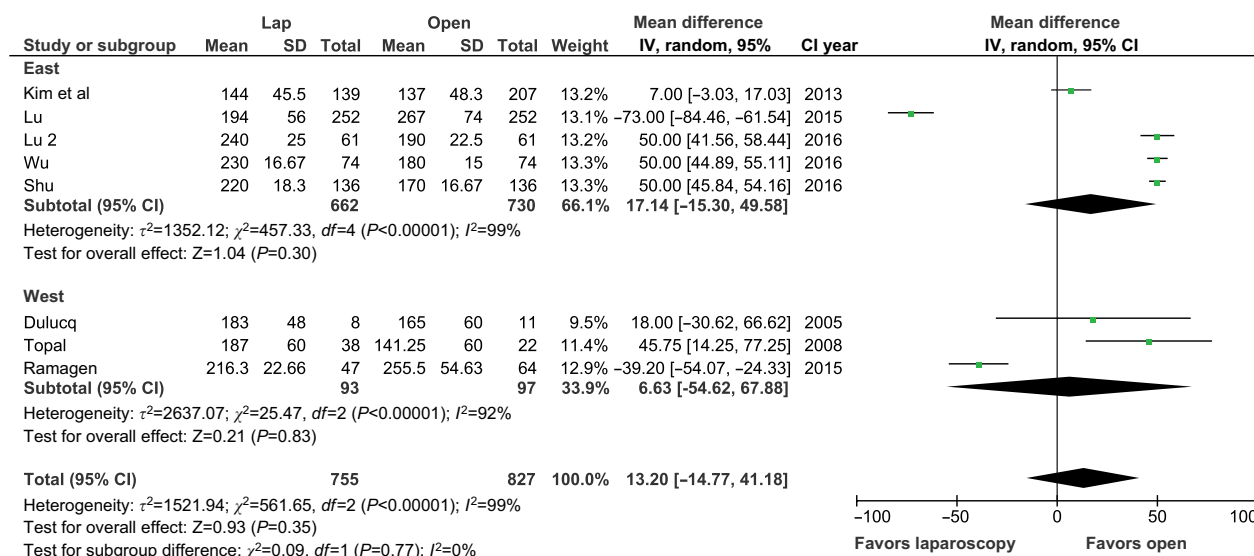 Lap Open Mean difference Mean difference
Study or subgroup Mean SD Total Mean SD Total Weight IV, random, 95% CI year IV, random, 95% CI
East
Kim et al 144 45.5 139 137 48.3 207 13.2% 7.00 [−3.03, 17.03] 2013
Lu 194 56 252 267 74 252 13.1% −73.00 [−84.46, −61.54] 2015
Lu 2 240 25 61 190 22.5 61 13.2% 50.00 [41.56, 58.44] 2016
Wu 230 16.67 74 180 15 74 13.3% 50.00 [44.89, 55.11] 2016
Shu 220 18.3 136 170 16.67 136 13.3% 50.00 [45.84, 54.16] 2016
Subtotal (95% CI) 662 730 66.1% 17.14 [−15.30, 49.58]
Heterogeneity: τ²=1352.12; χ²=457.33, df=4 (P<0.00001); I²=99%
Test for overall effect: Z=1.04 (P=0.30)
West
Dulucq 183 48 8 165 60 11 9.5% 18.00 [−30.62, 66.62] 2005
Topal 187 60 38 141.25 60 22 11.4% 45.75 [14.25, 77.25] 2008
Ramagen 216.3 22.66 47 255.5 54.63 64 12.9% −39.20 [−54.07, −24.33] 2015
Subtotal (95% CI) 93 97 33.9% 6.63 [−54.62, 67.88]
Heterogeneity: τ²=2637.07; χ²=25.47, df=2 (P<0.00001); I²=92%
Test for overall effect: Z=0.21 (P=0.83)
Total (95% CI) 755 827 100.0% 13.20 [−14.77, 41.18]
Heterogeneity: τ²=1521.94; χ²=561.65, df=2 (P<0.00001); I²=99%
Test for overall effect: Z=0.93 (P=0.35)
Test for subgroup difference: χ²=0.09, df=1 (P=0.77); I²=0%
−100 −50 0 50 100
Favors laparoscopy Favors open